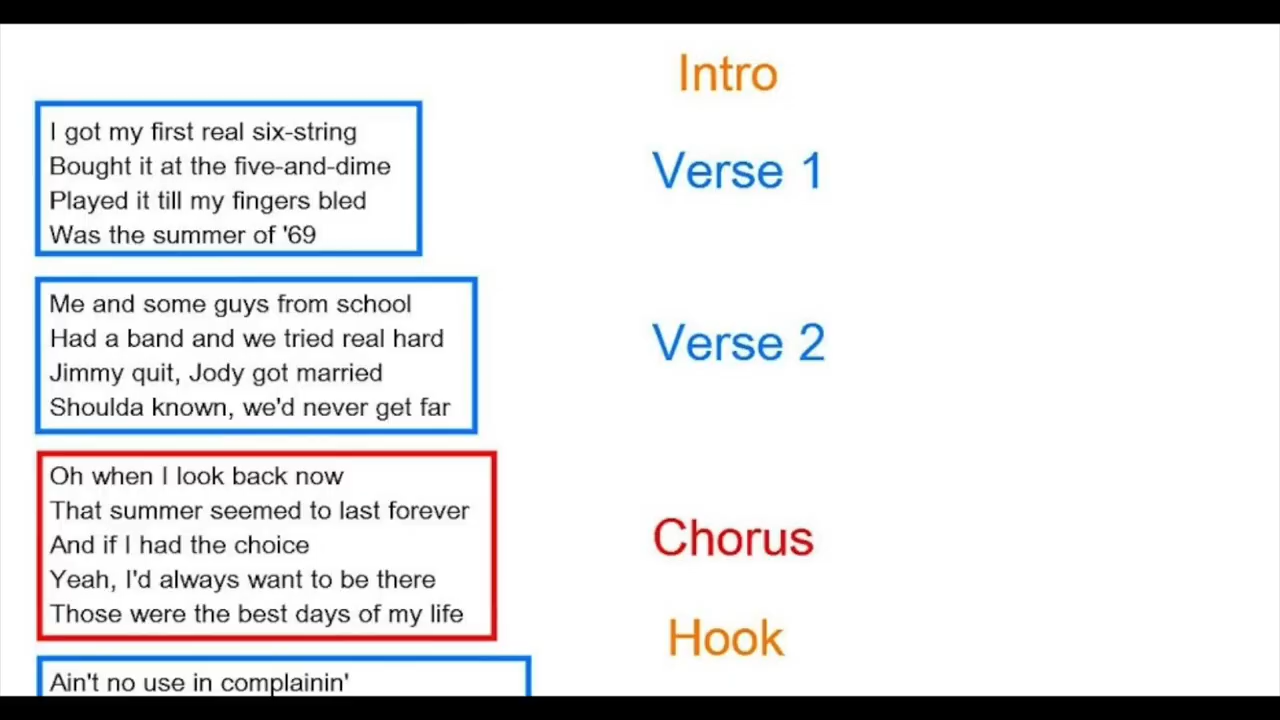 Intro
I got my first real six-string
Bought it at the five-and-dime
Played it till my fingers bled
Was the summer of '69
Verse 1
Me and some guys from school
Had a band and we tried real hard
Jimmy quit, Jody got married
Shoulda known, we'd never get far
Verse 2
Oh when I look back now
That summer seemed to last forever
And if I had the choice
Yeah, I'd always want to be there
Those were the best days of my life
Chorus
Hook
Ain't no use in complainin'